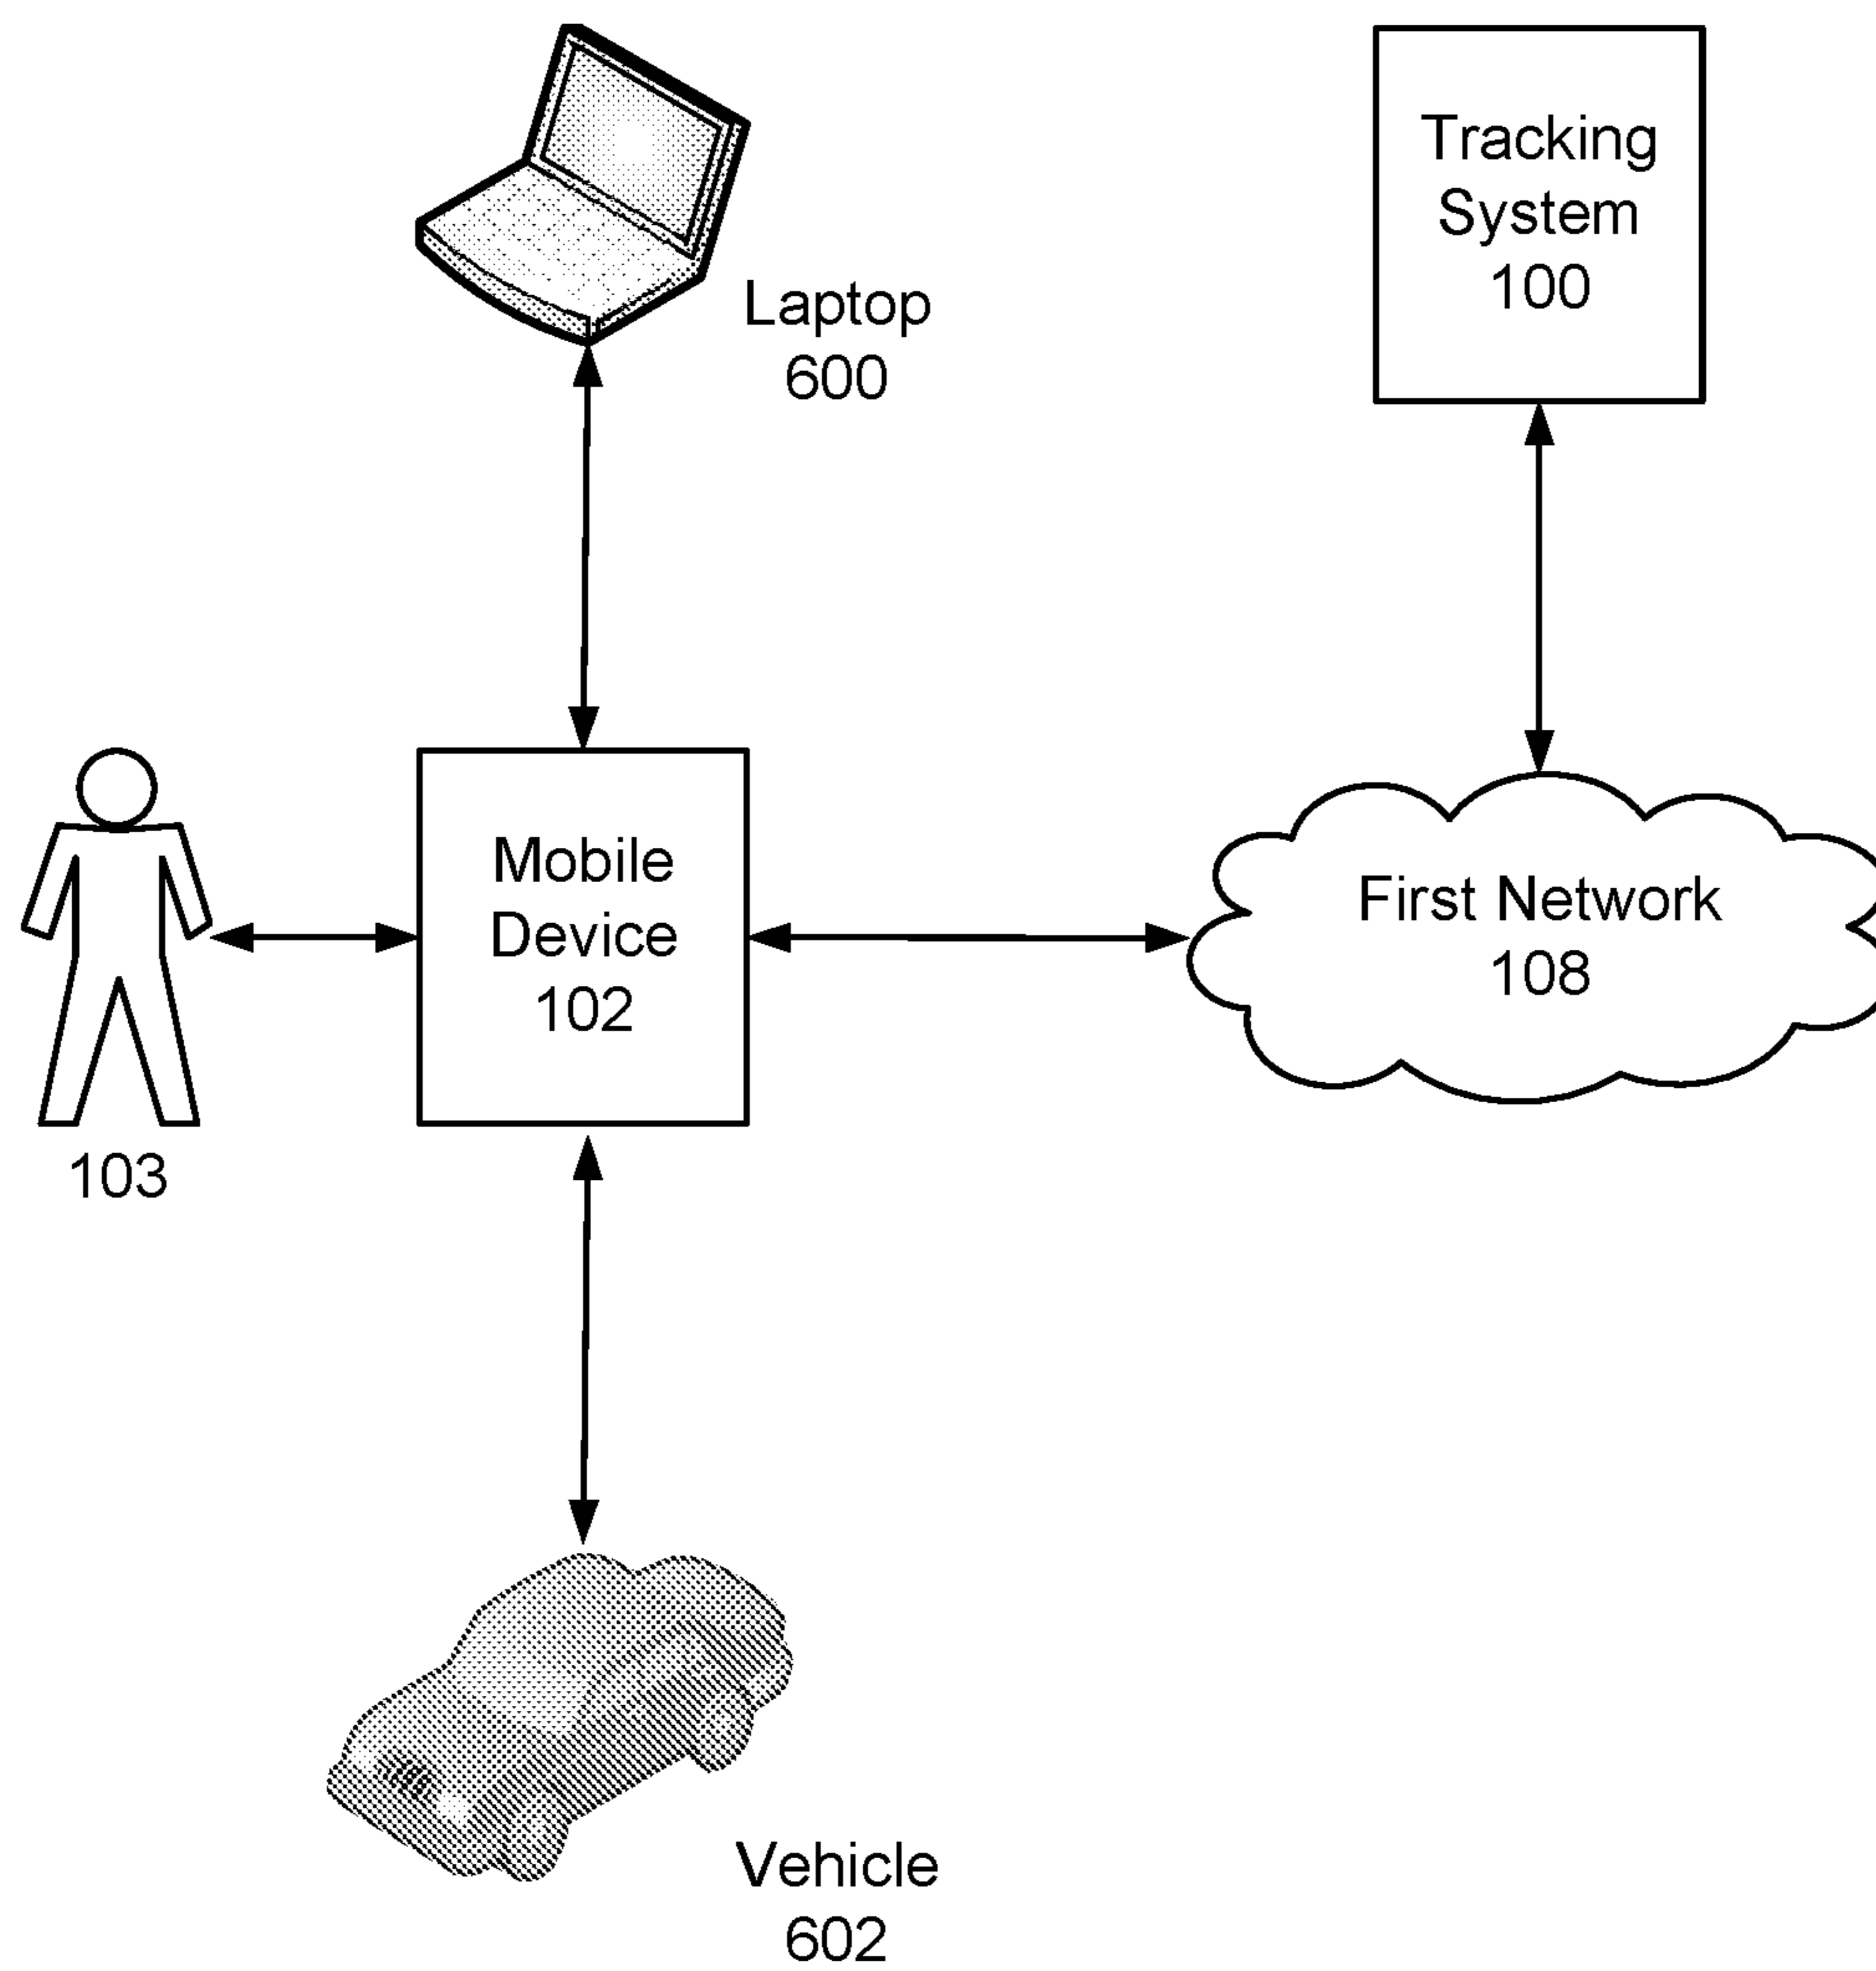 Tracking
System
100
Laptop
600
Mobile
Device
102
First Network
108
103
Vehicle
602